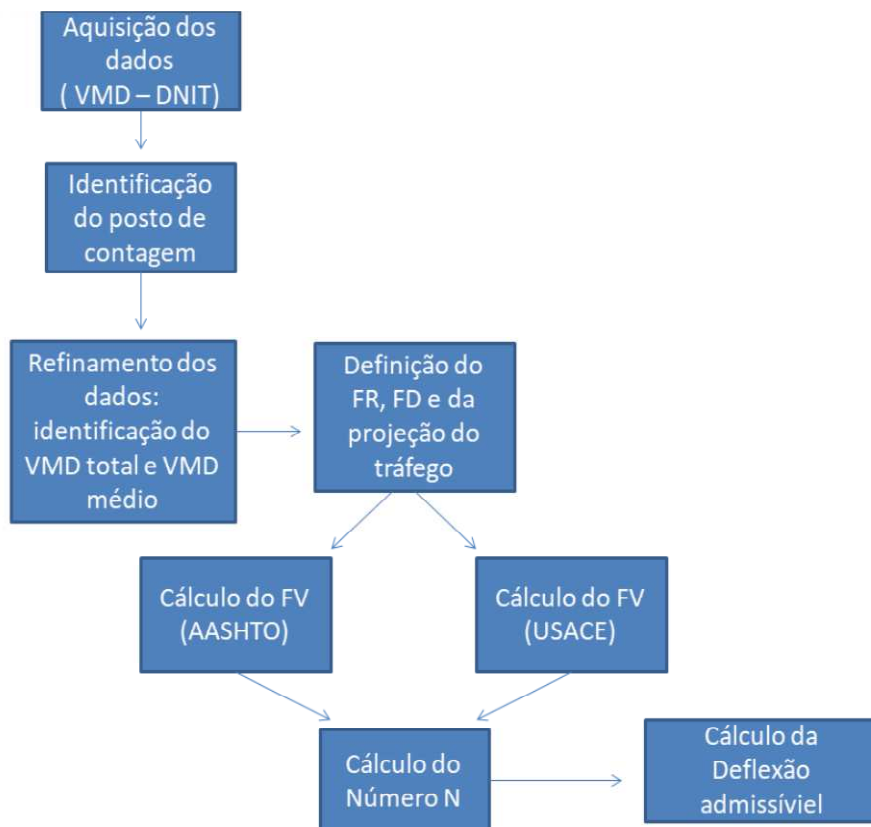 Aquisição dos
dados
( VMD – DNIT)
Identificação
do posto de
contagem
Refinamento dos
dados:
identificação do
VMD total e VMD
médio
Definição do
FR, FD e da
projeção do
tráfego
Cálculo do FV
(AASHTO)
Cálculo do FV
(USACE)
Cálculo do
Número N
Cálculo da
Deflexão
admissíviel